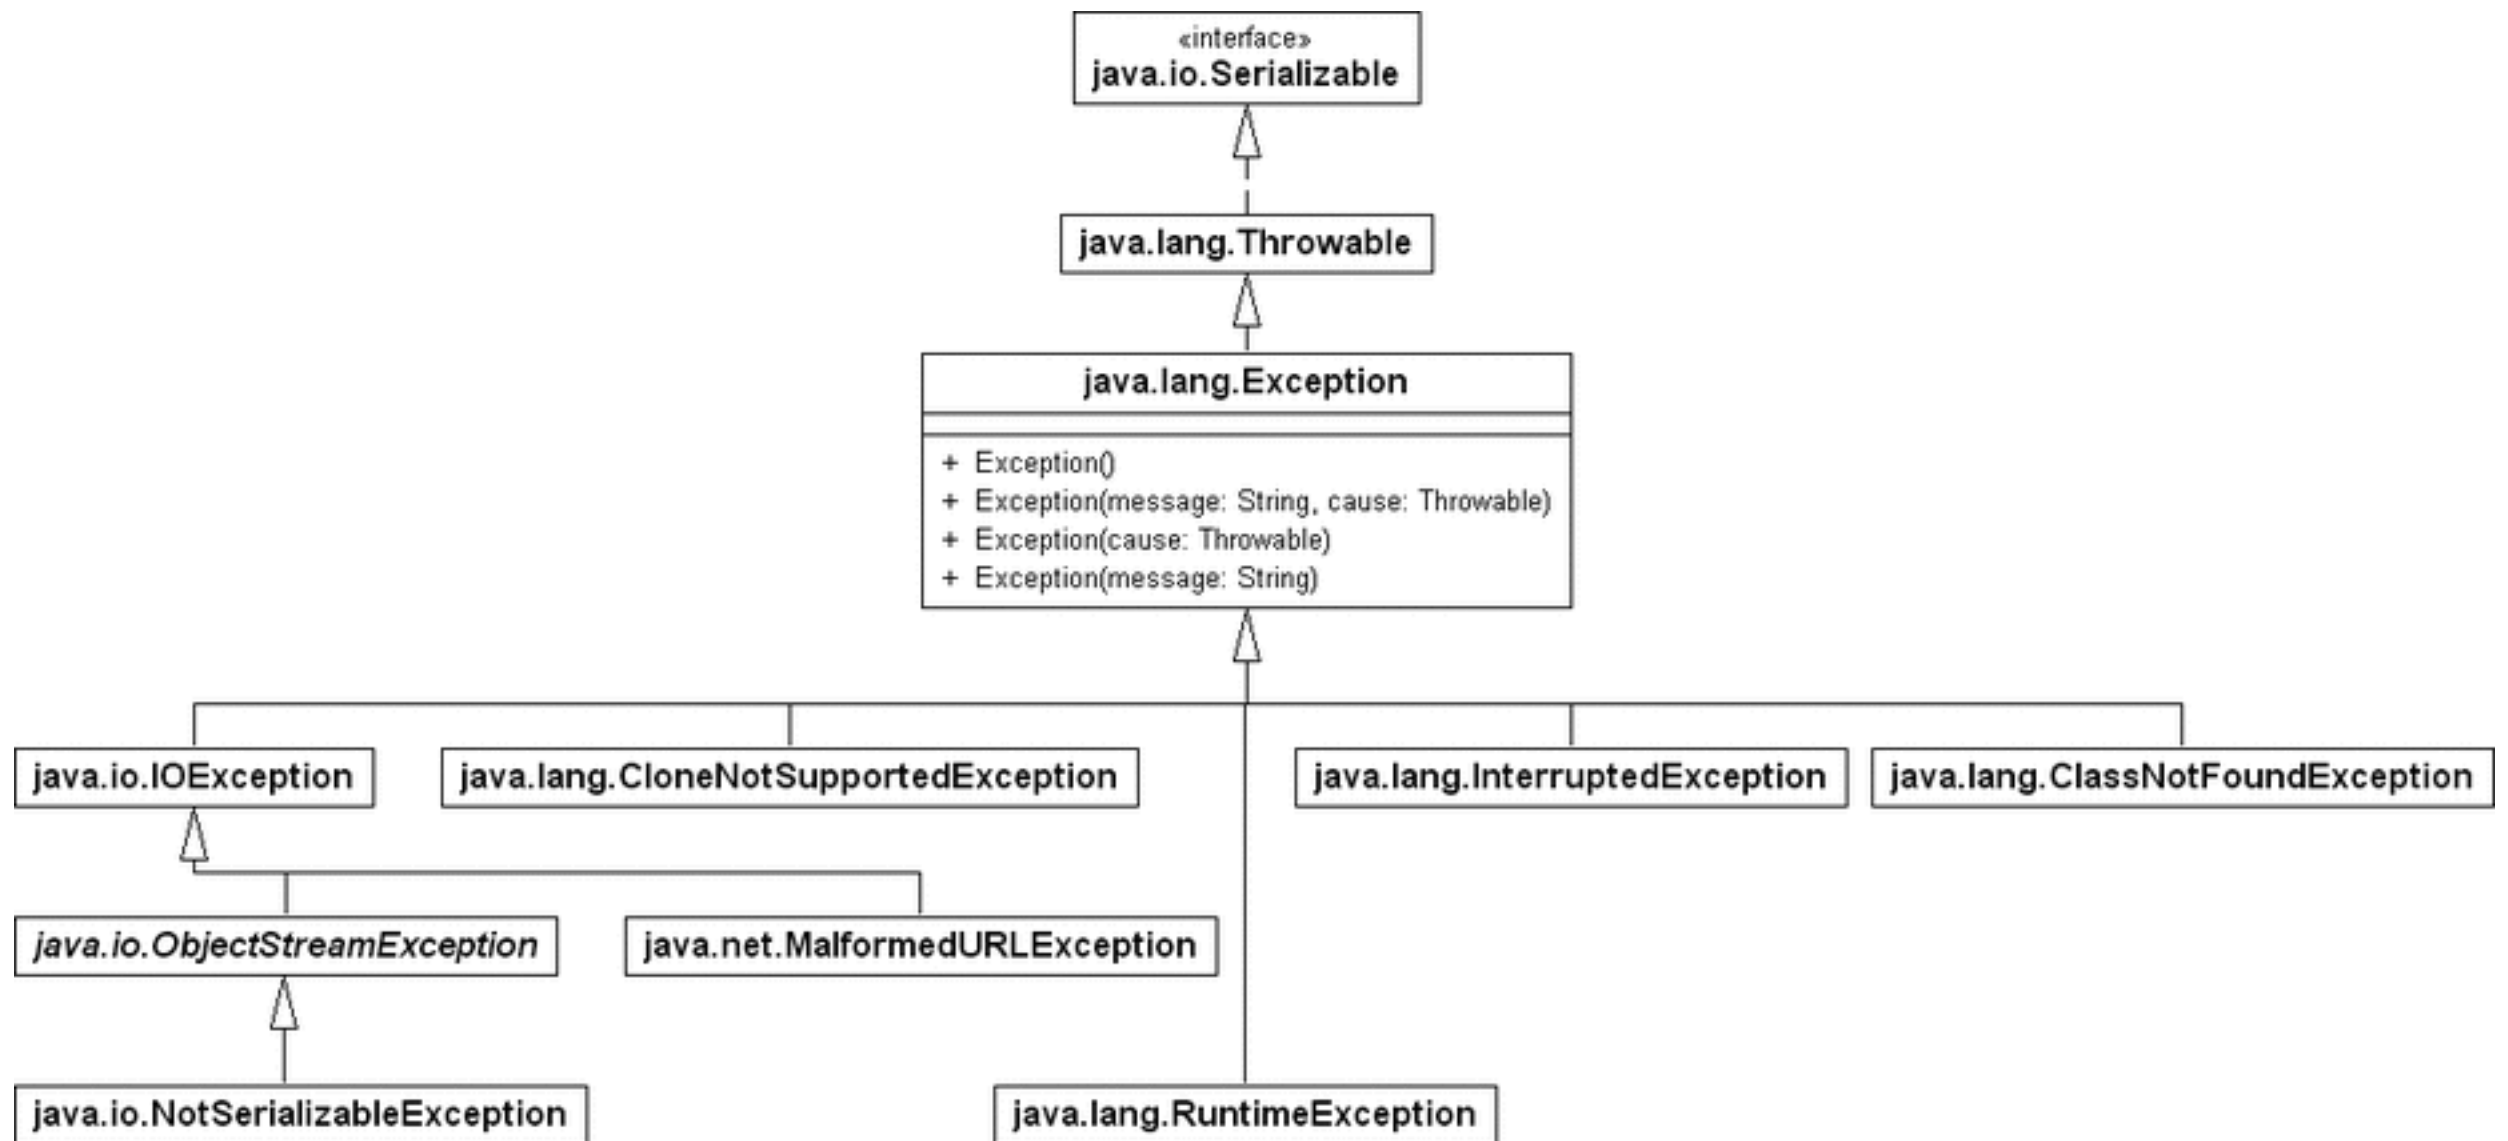 «interface»
java.io.Serializable
java.lang.Throwable
java.lang.Exception
+ Exception()
+ Exception(message: String, cause: Throwable)
+ Exception(cause: Throwable)
+ Exception(message: String)
java.io.IOException
java.lang.CloneNotSupportedException
java.lang.InterruptedException
java.lang.ClassNotFoundException
java.io.ObjectStreamException
java.net.MalformedURLException
java.io.NotSerializableException
java.lang.RuntimeException